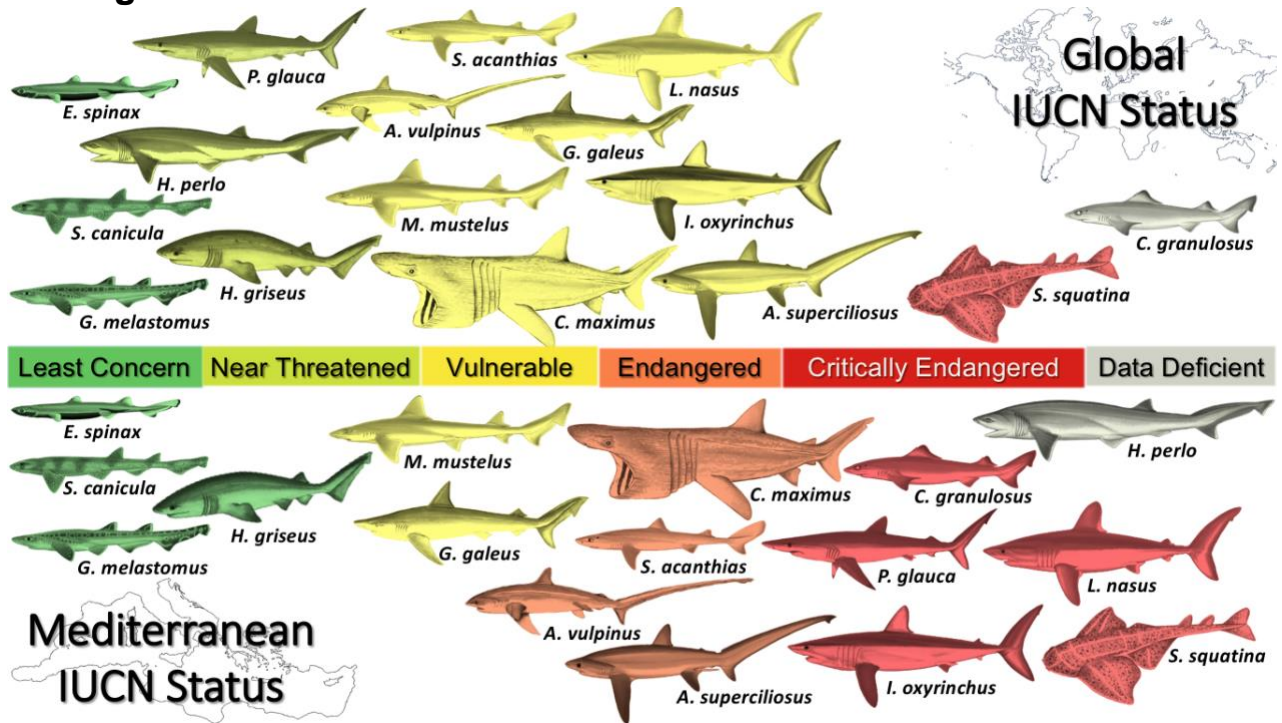 P. glauca
S. acanthias
L. nasus
Global
IUCN Status
E. spinax
A. vulpinus
G. galeus
H. perlo
M. mustelus
I. oxyrinchus
S. canicula
C. granulosus
H. griseus
S. squatina
G. melastomus
C. maximus
A. superciliosus
Least Concern Near Threatened Vulnerable Endangered Critically Endangered Data Deficient
E. spinax
M. mustelus
H. perlo
S. canicula
C. maximus
C. granulosus
H. griseus
G. galeus
G. melastomus
S. acanthias
P. glauca
L. nasus
Mediterranean
IUCN Status
A. vulpinus
S. squatina
A. superciliosus
I. oxyrinchus